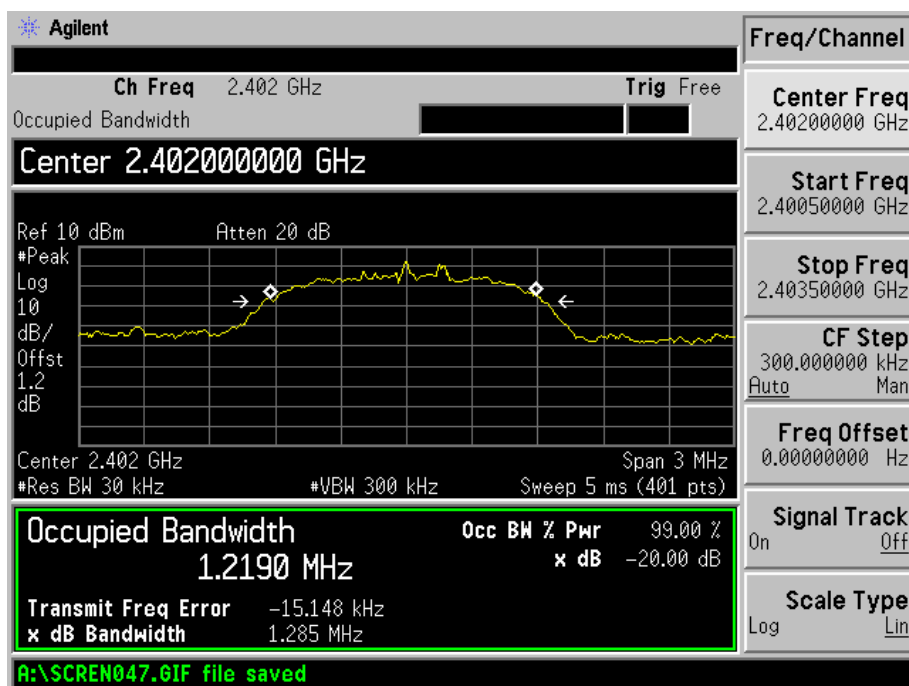 Agilent
Ch Freq 2.402 GHz Trig Free
Occupied Bandwidth
Center 2.402000000 GHz
Ref 10 dBm Atten 20 dB
#Peak
Log
10
dB/
Offst
1.2
dB
Center 2.402 GHz Span 3 MHz
#Res BW 30 kHz #VBW 300 kHz Sweep 5 ms (401 pts)
Occupied Bandwidth Occ BW % Pwr 99.00 %
1.2190 MHz x dB -20.00 dB
Transmit Freq Error -15.148 kHz
x dB Bandwidth 1.285 MHz
A:\SCREN047.GIF file saved
Freq/Channel
Center Freq
2.40200000 GHz
Start Freq
2.40050000 GHz
Stop Freq
2.40350000 GHz
CF Step
300.000000 kHz
Auto Man
Freq Offset
0.00000000 Hz
Signal Track
On Off
Scale Type
Log Lin